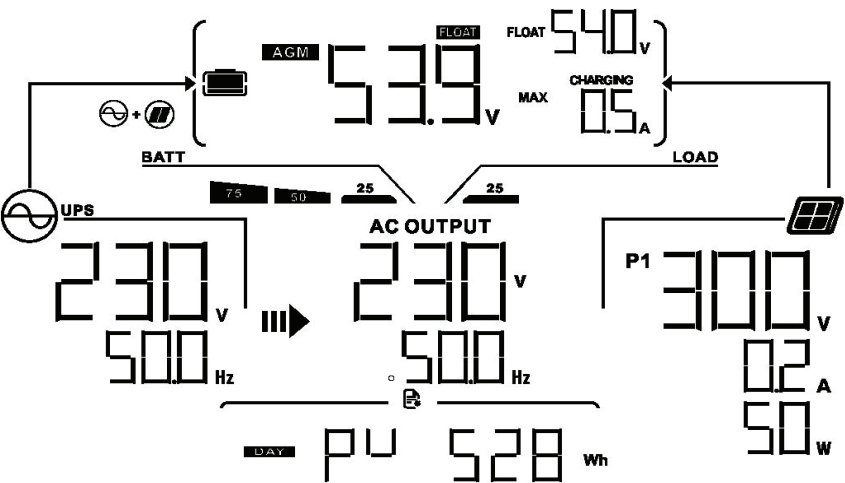 AGM
FLOAT
53.9 V
FLOAT 54.0 V
MAX
CHARGING
0.5 A
+
BATT
LOAD
75
50
25
25
UPS
AC OUTPUT
230 V
50.0 Hz
230 V
50.0 Hz
P1
300 V
0.2 A
50 W
DAY PV 528 Wh